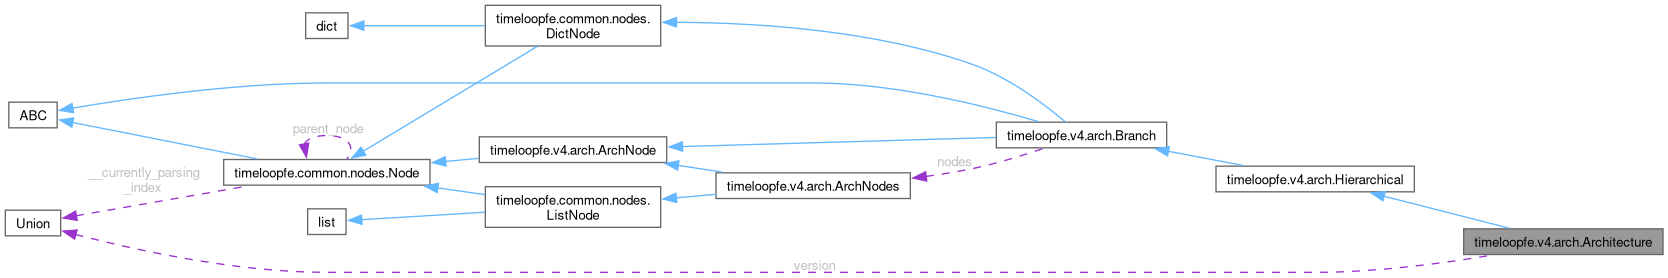 dict
timeloopfe.common.nodes.
DictNode
ABC
parent_node
timeloopfe.v4.arch.Branch
timeloopfe.v4.arch.ArchNode
nodes
__currently_parsing
_index
timeloopfe.common.nodes.Node
timeloopfe.v4.arch.ArchNodes
timeloopfe.v4.arch.Hierarchical
timeloopfe.common.nodes.
ListNode
Union
list
timeloopfe.v4.arch.Architecture
version